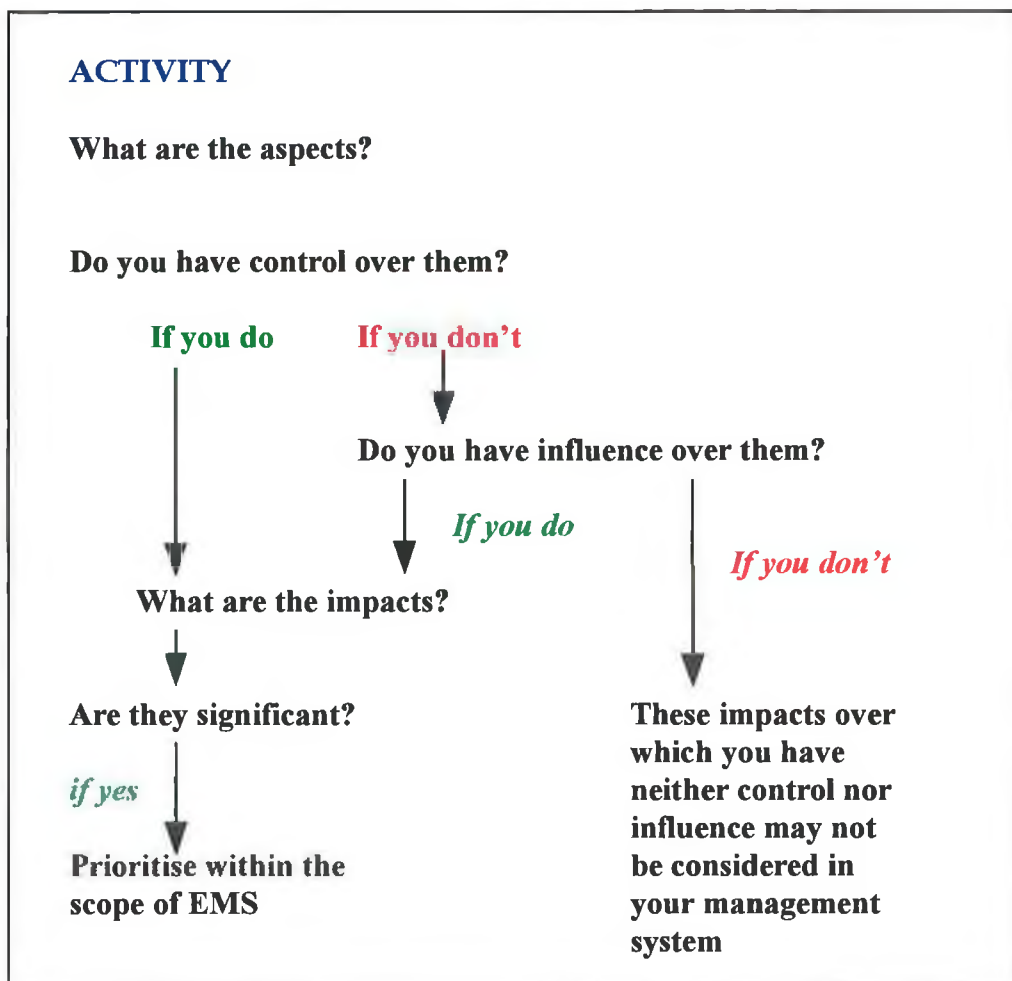 ACTIVITY
What are the aspects?
Do you have control over them?
If you do
If you don't
Do you have influence over them?
If you do
If you don't
What are the impacts?
Are they significant?
if yes
Prioritise within the
scope of EMS
These impacts over
which you have
neither control nor
influence may not
be considered in
your management
system